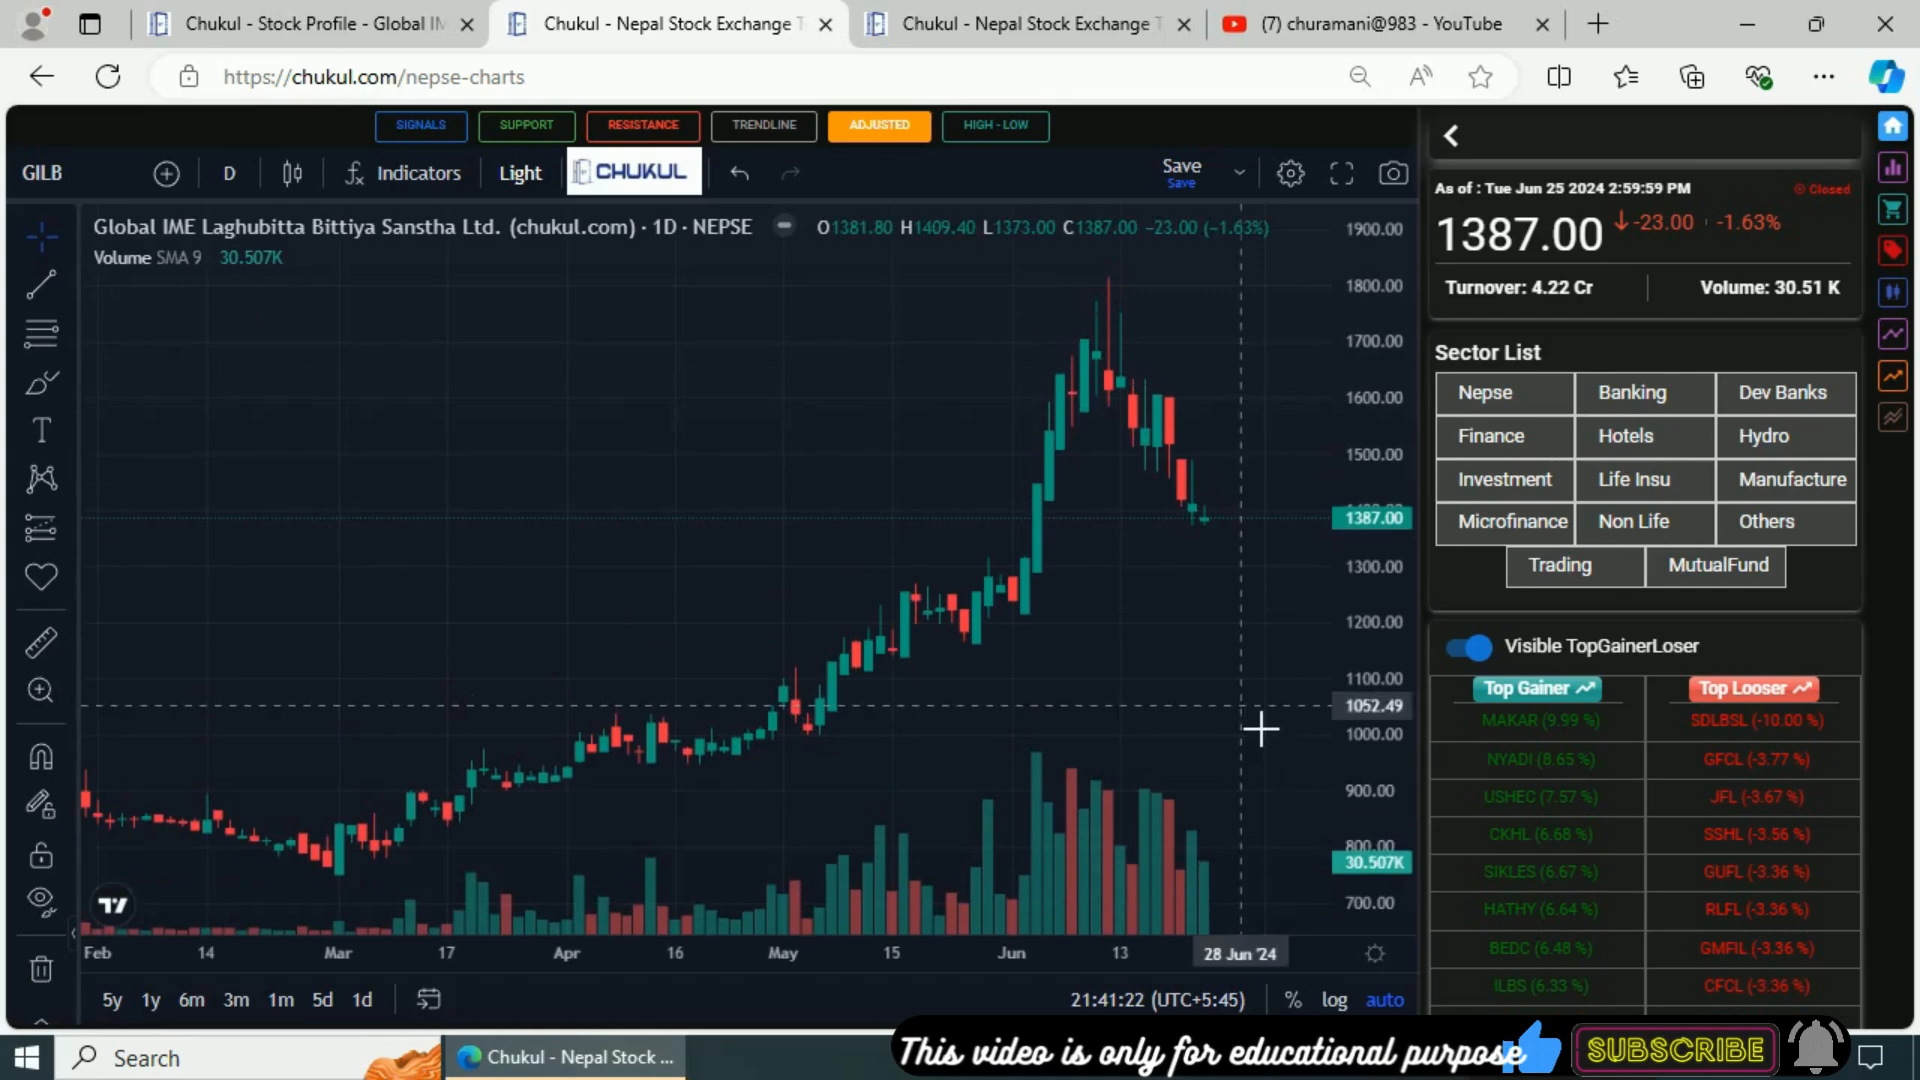 Chukul - Stock Profile - Global IM
Chukul - Nepal Stock Exchange T
Chukul - Nepal Stock Exchange T
(7) churamani@983 - YouTube
https://chukul.com/nepse-charts
SIGNALS
SUPPORT
RESISTANCE
TRENDLINE
ADJUSTED
HIGH - LOW
GILB
D
Indicators
Light
CHUKUL
Save
Save
Global IME Laghubitta Bittiya Sanstha Ltd. (chukul.com) · 1D · NEPSE
O1381.80 H1409.40 L1373.00 C1387.00 −23.00 (−1.63%)
Volume SMA 9 30.507K
1900.00
1800.00
1700.00
1600.00
1500.00
1387.00
1300.00
1200.00
1100.00
1052.49
1000.00
900.00
800.00
30.507K
700.00
Feb 14 Mar 17 Apr 16 May 15 Jun 13 28 Jun '24
5y 1y 6m 3m 1m 5d 1d
21:41:22 (UTC+5:45) % log auto
As of : Tue Jun 25 2024 2:59:59 PM
Closed
1387.00 -23.00 -1.63%
Turnover: 4.22 Cr
Volume: 30.51 K
Sector List
Nepse Banking Dev Banks
Finance Hotels Hydro
Investment Life Insu Manufacture
Microfinance Non Life Others
Trading MutualFund
Visible TopGainerLoser
Top Gainer Top Looser
MAKAR (9.99 %) SDLBSL (-10.00 %)
NYADI (8.65 %) GFCL (-3.77 %)
USHEC (7.57 %) JFL (-3.67 %)
CKHL (6.68 %) SSHL (-3.56 %)
SIKLES (6.67 %) GUFL (-3.36 %)
HATHY (6.64 %) RLFL (-3.36 %)
BEDC (6.48 %) GMFIL (-3.36 %)
ILBS (6.33 %) CFCL (-3.36 %)
Search
Chukul - Nepal Stock ...
This video is only for educational purpose
SUBSCRIBE